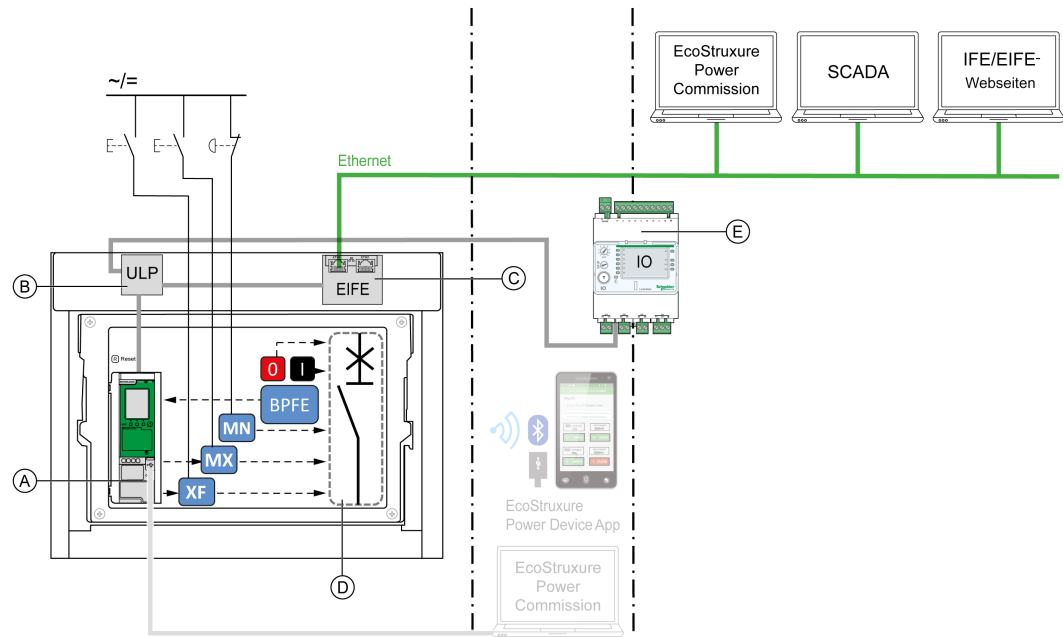 EcoStruxure
Power
Commission
SCADA
IFE/EIFE-
Webseiten
~/=
Ethernet
E
IO
IO
B
ULP
EIFE
C
R Reset
0
I
BPFE
MN
MX
A
XF
D
EcoStruxure
Power Device App
EcoStruxure
Power
Commission